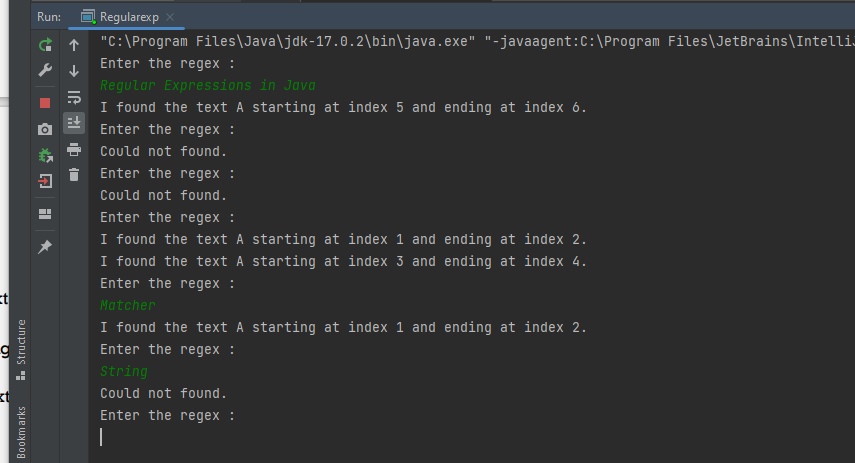 Run: Regularexp
"C:\Program Files\Java\jdk-17.0.2\bin\java.exe" "-javaagent:C:\Program Files\JetBrains\IntelliJ
Enter the regex :
Regular Expressions in Java
I found the text A starting at index 5 and ending at index 6.
Enter the regex :
Could not found.
Enter the regex :
Could not found.
Enter the regex :
I found the text A starting at index 1 and ending at index 2.
I found the text A starting at index 3 and ending at index 4.
Enter the regex :
Matcher
I found the text A starting at index 1 and ending at index 2.
Enter the regex :
String
Could not found.
Enter the regex :
Structure
Bookmarks